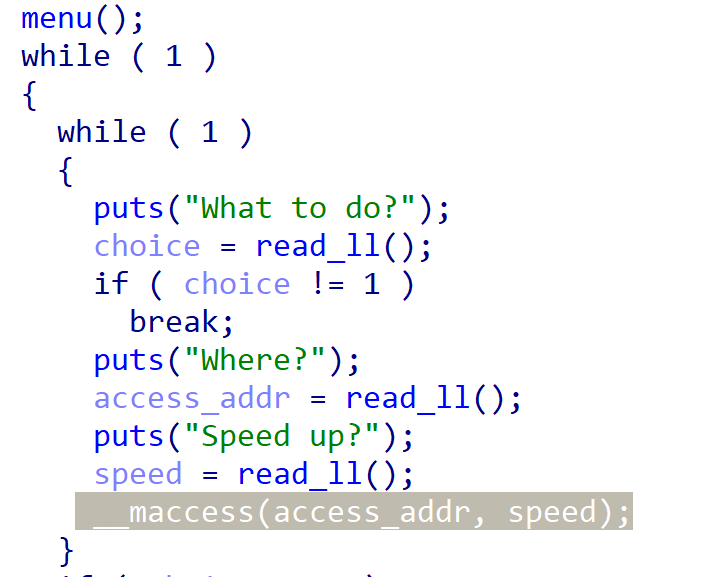 menu();
while ( 1 )
{
while ( 1 )
{
puts("What to do?");
choice = read_ll();
if ( choice != 1 )
break;
puts("Where?");
access_addr = read_ll();
puts("Speed up?");
speed = read_ll();
__maccess(access_addr, speed);
}